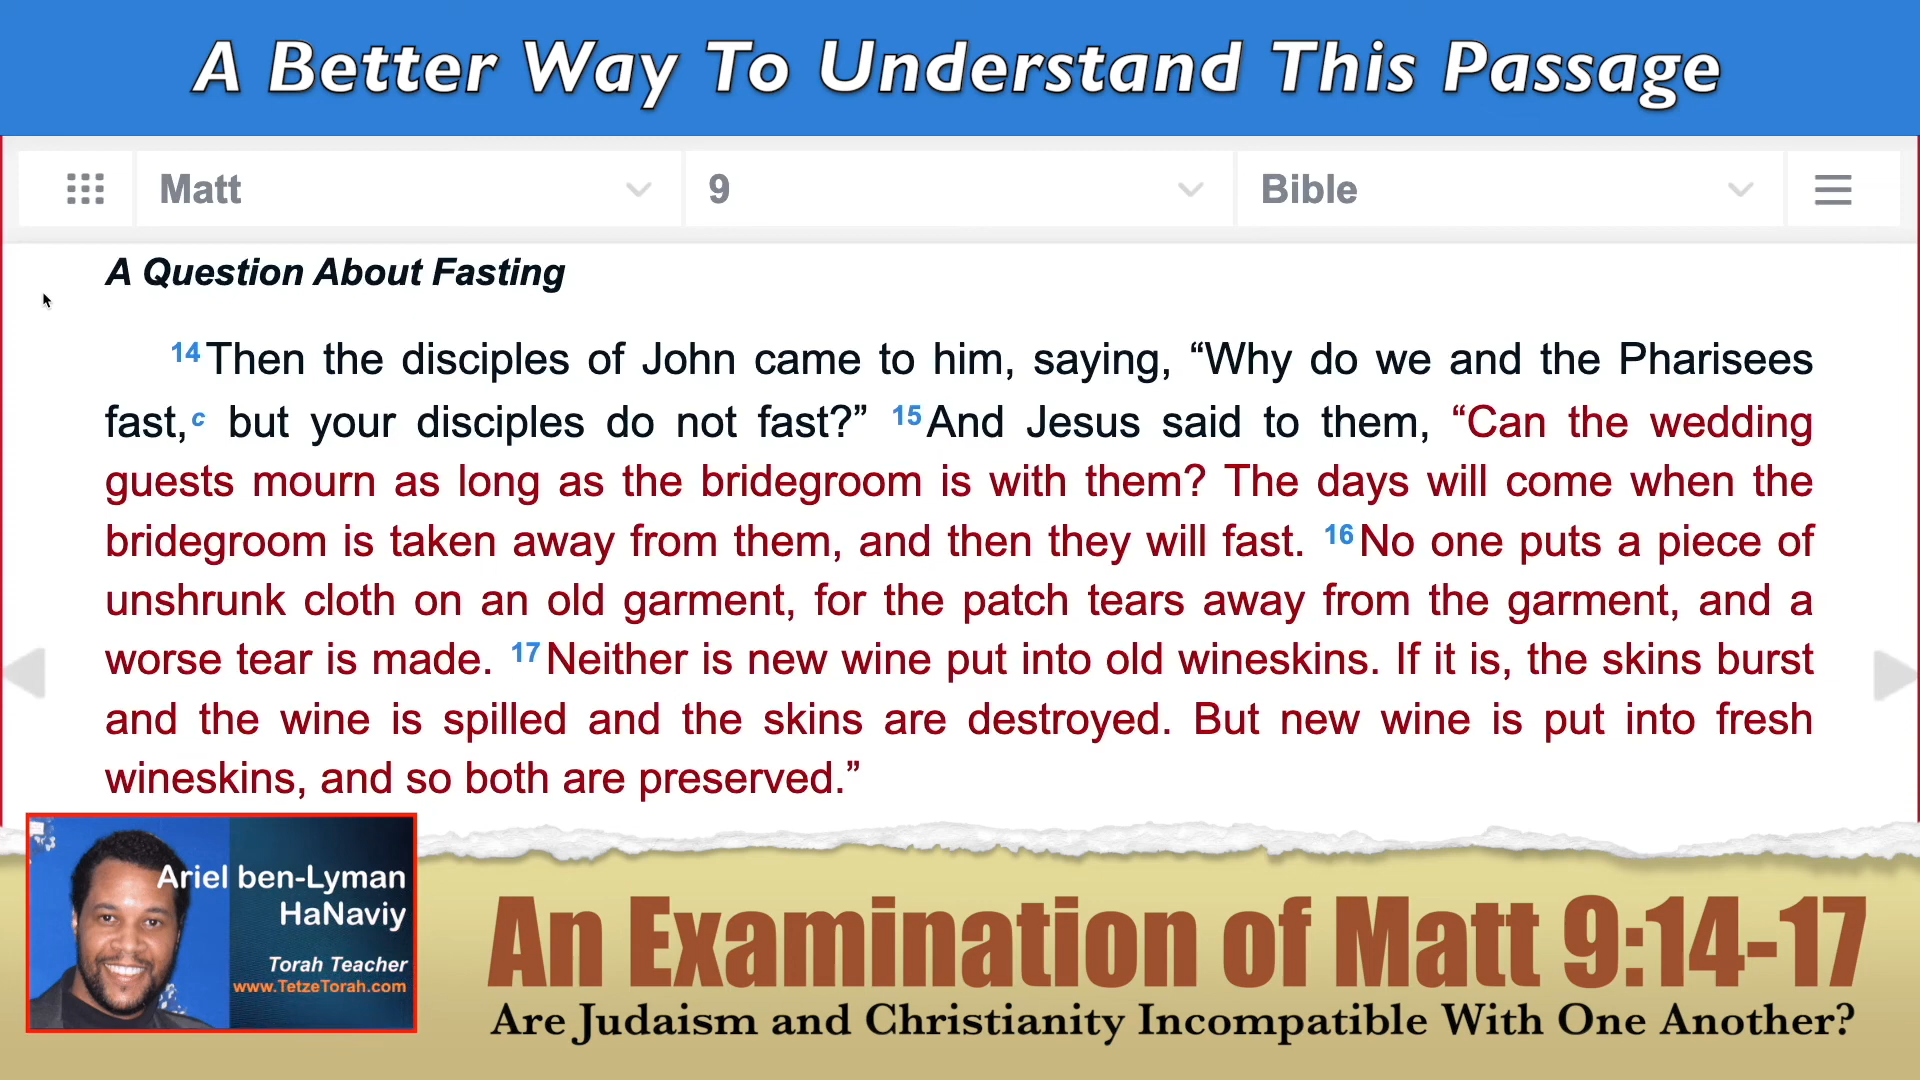 A Better Way To Understand This Passage
Matt
9
Bible
A Question About Fasting
14 Then the disciples of John came to him, saying, “Why do we and the Pharisees
fast,c but your disciples do not fast?” 15 And Jesus said to them, “Can the wedding
guests mourn as long as the bridegroom is with them? The days will come when the
bridegroom is taken away from them, and then they will fast. 16 No one puts a piece of
unshrunk cloth on an old garment, for the patch tears away from the garment, and a
worse tear is made. 17 Neither is new wine put into old wineskins. If it is, the skins burst
and the wine is spilled and the skins are destroyed. But new wine is put into fresh
wineskins, and so both are preserved.”
Ariel ben-Lyman
HaNaviy
Torah Teacher
www.TetzeTorah.com
An Examination of Matt 9:14-17
Are Judaism and Christianity Incompatible With One Another?